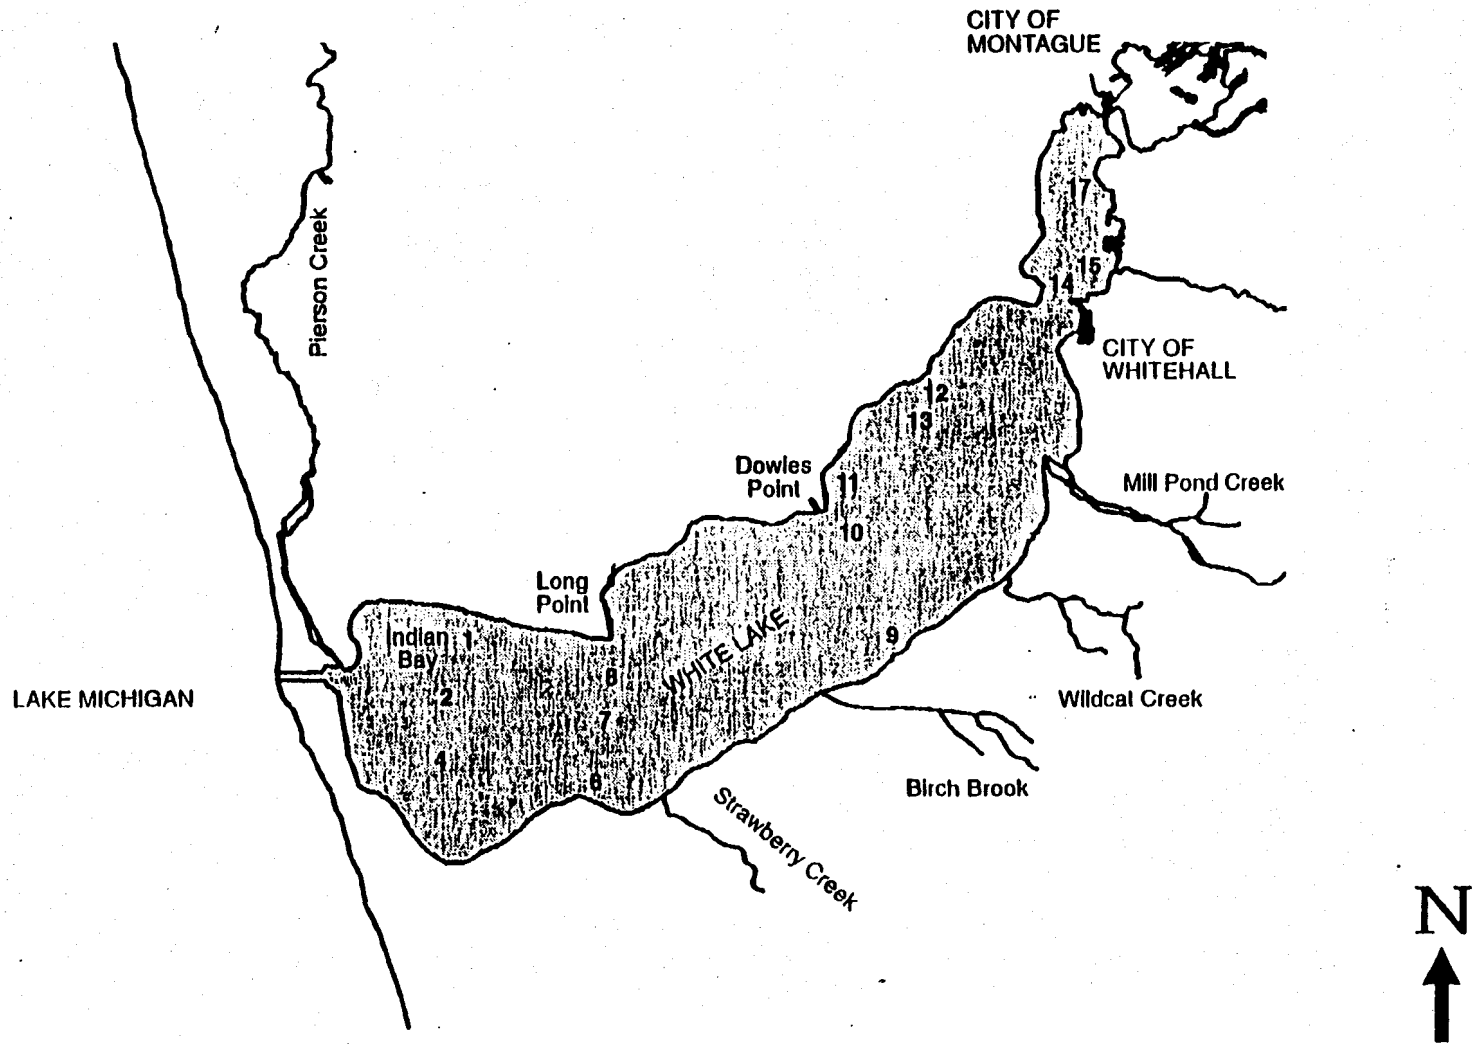 CITY OF
MONTAGUE
17
15
14
CITY OF
WHITEHALL
12
13
Dowies
Point
11
Mill Pond Creek
10
Pierson Creek
Long
Point
Indian
Bay
1
9
8
WHITE LAKE
2
LAKE MICHIGAN
Wildcat Creek
7
4
6
Birch Brook
Strawberry Creek
N